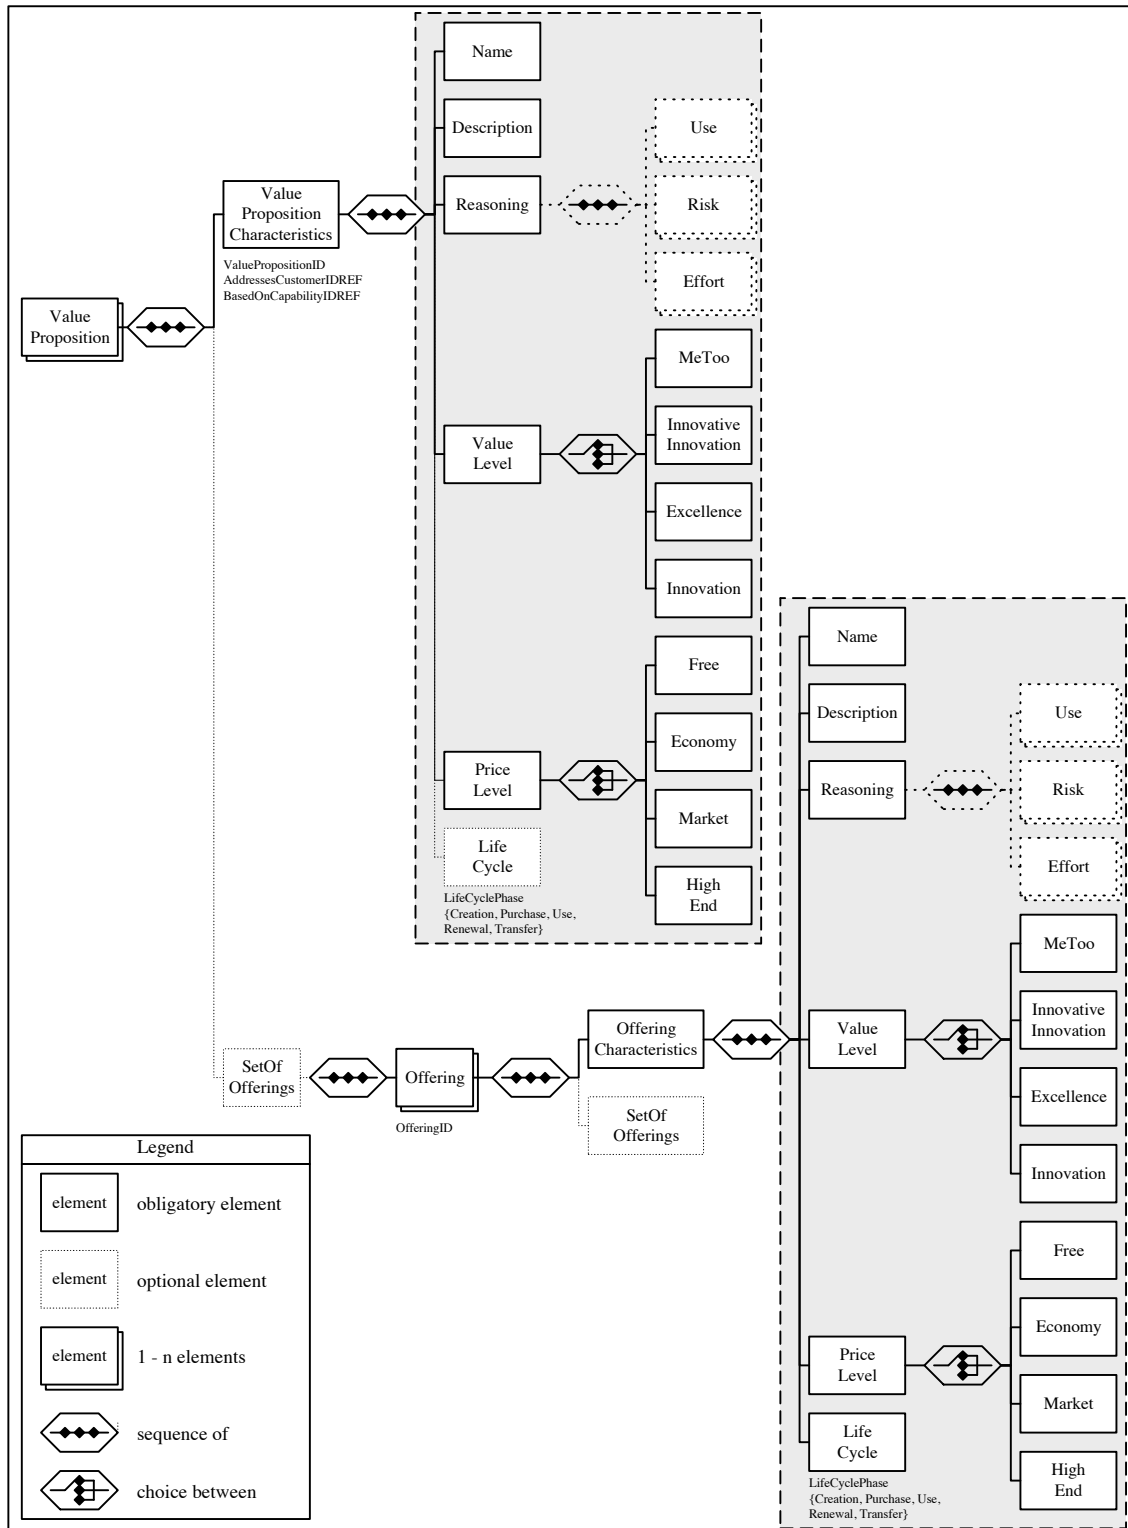 Name
Description
Reasoning
Use
Risk
Effort
Value
Proposition
Characteristics
ValuePropositionID
AddressesCustomerIDREF
BasedOnCapabilityIDREF
Value
Proposition
Value
Level
MeToo
Innovative
Innovation
Excellence
Innovation
Price
Level
Free
Economy
Market
High
End
Life
Cycle
LifeCyclePhase
{Creation, Purchase, Use,
Renewal, Transfer}
SetOf
Offerings
Offering
OfferingID
Offering
Characteristics
SetOf
Offerings
Name
Description
Reasoning
Use
Risk
Effort
Value
Level
MeToo
Innovative
Innovation
Excellence
Innovation
Price
Level
Free
Economy
Market
High
End
Life
Cycle
LifeCyclePhase
{Creation, Purchase, Use,
Renewal, Transfer}
Legend
element
obligatory element
element
optional element
element
1 - n elements
sequence of
choice between